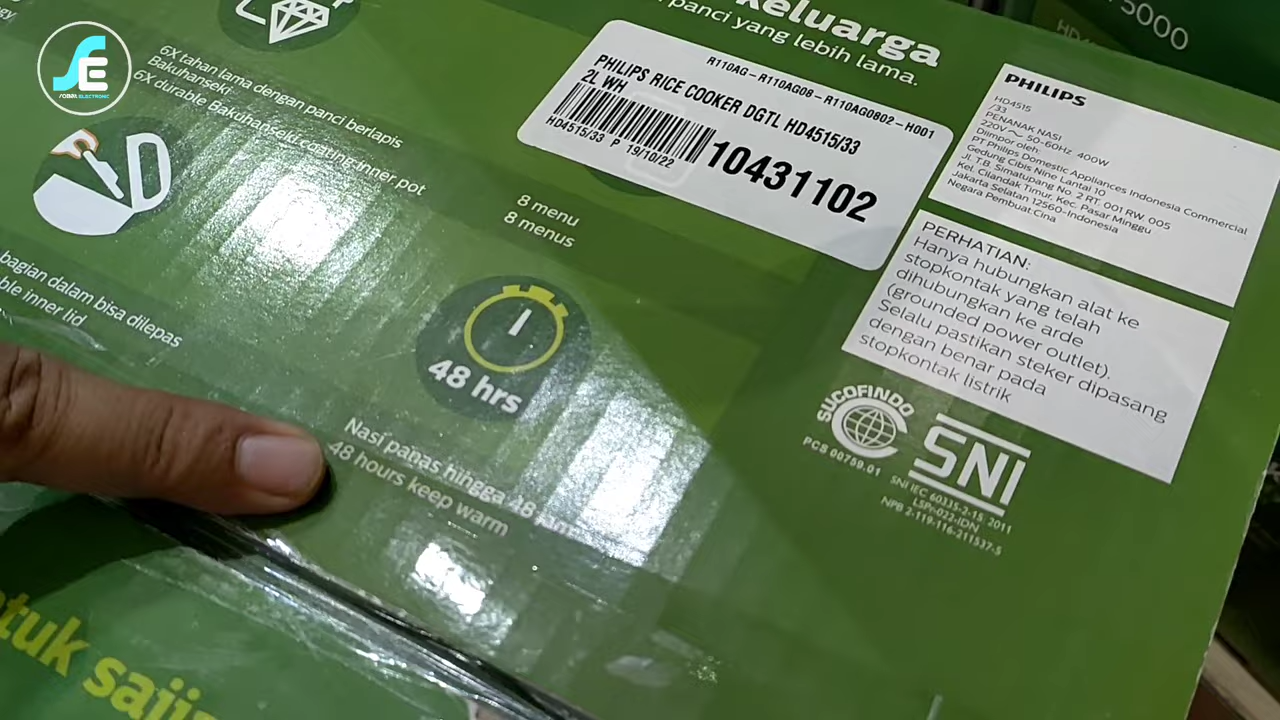 SE
SOBAT ELECTRONIC
keluarga
panci yang lebih lama.
5000
6X tahan lama dengan panci berlapis
Bakuhanseki
6X durable Bakuhanseki coating inner pot
8 menu
8 menus
bagian dalam bisa dilepas
ble inner lid
48 hrs
Nasi panas hingga 48 jam
48 hours keep warm
R110AG - R110AG08 - R110AG0802 - H001
PHILIPS RICE COOKER DGTL HD4515/33
2L WH
HD4515/33 P 19/10/22
10431102
PHILIPS
HD4515
/33
PENANAK NASI
220V ~ 50-60Hz 400W
Diimpor oleh:
PT Philips Domestic Appliances Indonesia Commercial
Gedung Cibis Nine Lantai 10
Jl. T.B. Simatupang No. 2 RT. 001 RW. 005
Kel. Cilandak Timur, Kec. Pasar Minggu
Jakarta Selatan 12560-Indonesia
Negara Pembuat:Cina
PERHATIAN:
Hanya hubungkan alat ke
stopkontak yang telah
dihubungkan ke arde
(grounded power outlet).
Selalu pastikan steker dipasang
dengan benar pada
stopkontak listrik
SUCOFINDO
PCS 00759.01
SNI
SNI IEC 60335-2-15 2011
LSPr-022-IDN
NPB 2-119-116-211537-5
tuk saji